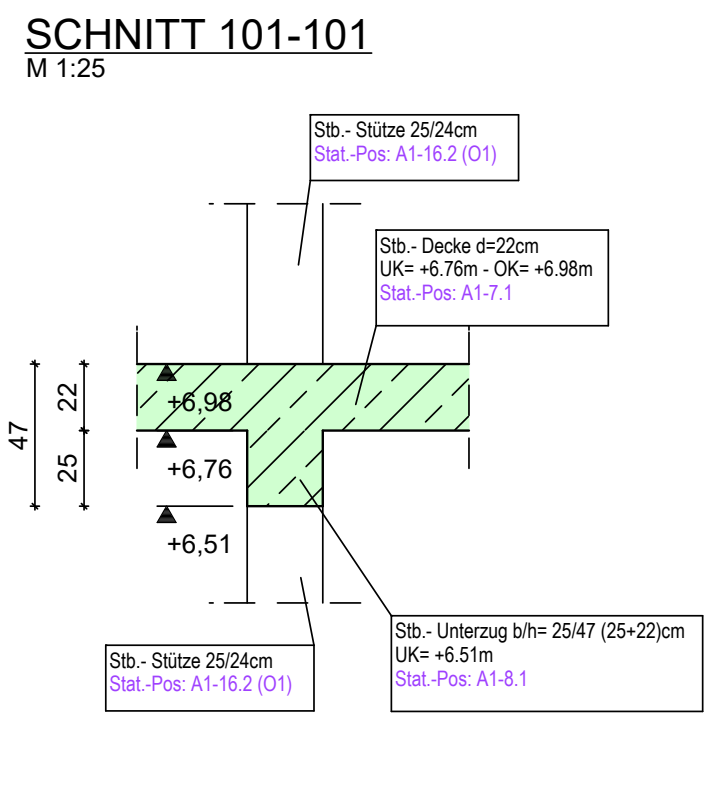 SCHNITT 101-101
M 1:25
Stb.- Stütze 25/24cm
Stat.-Pos: A1-16.2 (O1)
Stb.- Decke d=22cm
UK= +6.76m - OK= +6.98m
Stat.-Pos: A1-7.1
47
22
25
+6,98
+6,76
+6,51
Stb.- Unterzug b/h= 25/47 (25+22)cm
UK= +6.51m
Stat.-Pos: A1-8.1
Stb.- Stütze 25/24cm
Stat.-Pos: A1-16.2 (O1)